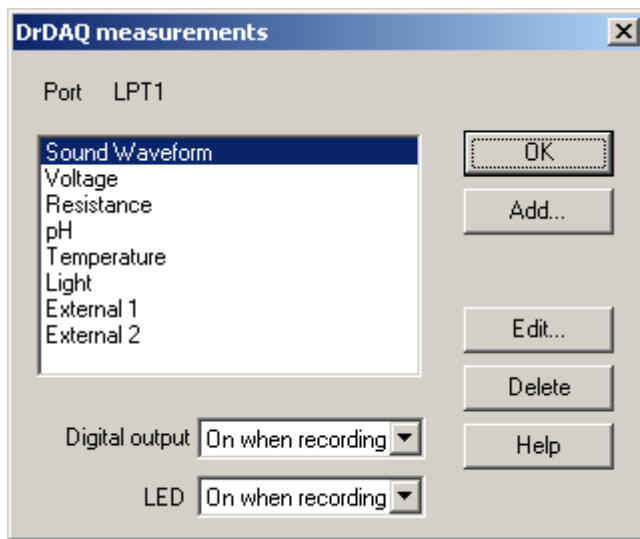 DrDAQ measurements
Port LPT1
Sound Waveform
Voltage
Resistance
pH
Temperature
Light
External 1
External 2
OK
Add...
Edit...
Delete
Help
Digital output On when recording
LED On when recording